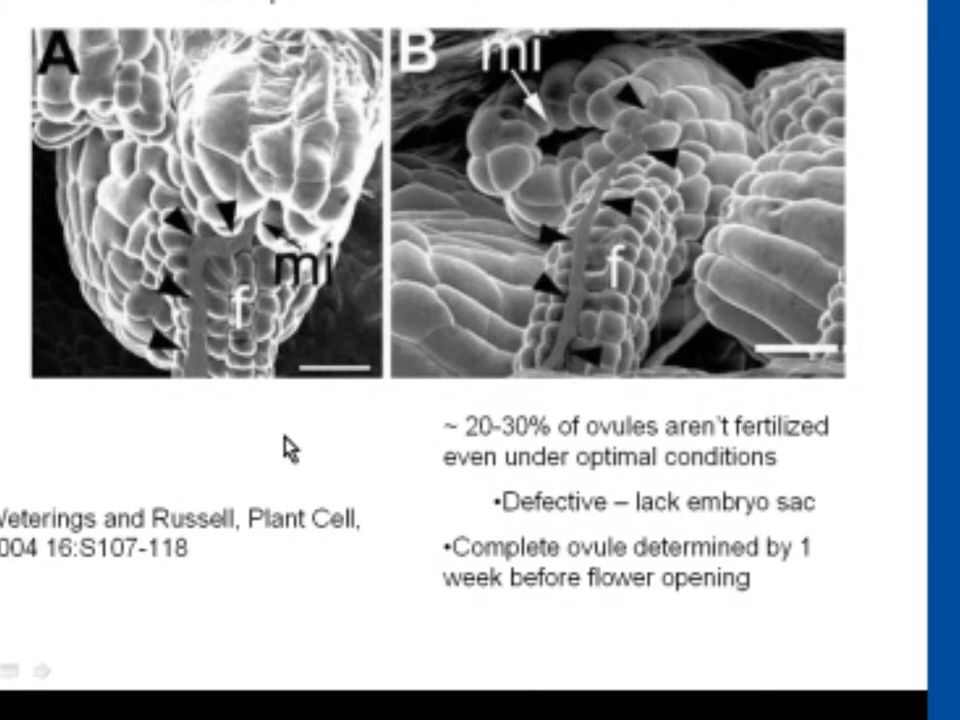 A
B
mi
mi
f
f
~ 20-30% of ovules aren't fertilized
even under optimal conditions
•Defective – lack embryo sac
Weterings and Russell, Plant Cell,
004 16:S107-118
•Complete ovule determined by 1
week before flower opening